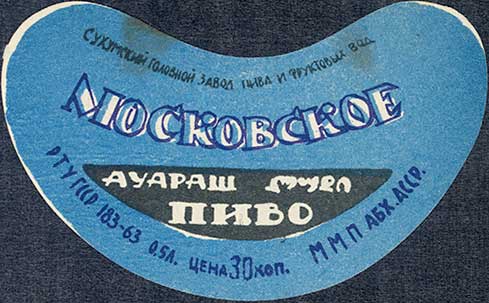 СУХУМСКИЙ ГОЛОВНОЙ ЗАВОД ПИВА И ФРУКТОВЫХ ВОД
МОСКОВСКОЕ
АУАРАШ ლუდი
ПИВО
РТУ ГССР 183-63 0.5Л. ЦЕНА 30 КОП. ММП АБХ.АССР.